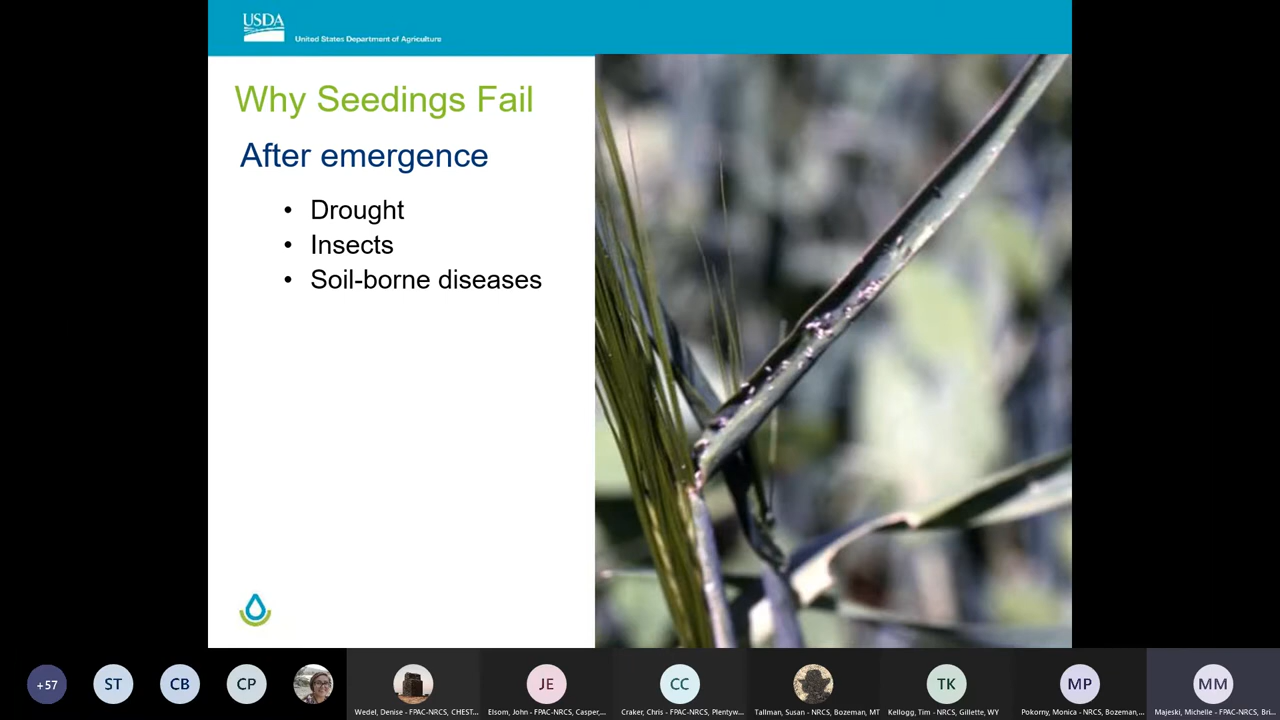 USDA
United States Department of Agriculture
Why Seedings Fail
After emergence
• Drought
• Insects
• Soil-borne diseases
+57
ST
CB
CP
JE
CC
TK
MP
MM
Wedel, Denise - FPAC-NRCS, CHEST...
Elsom, John - FPAC-NRCS, Casper,...
Craker, Chris - FPAC-NRCS, Plentyw...
Tallman, Susan - NRCS, Bozeman, MT
Kellogg, Tim - NRCS, Gillette, WY
Pokorny, Monica - NRCS, Bozeman,...
Majeski, Michelle - FPAC-NRCS, Bri...